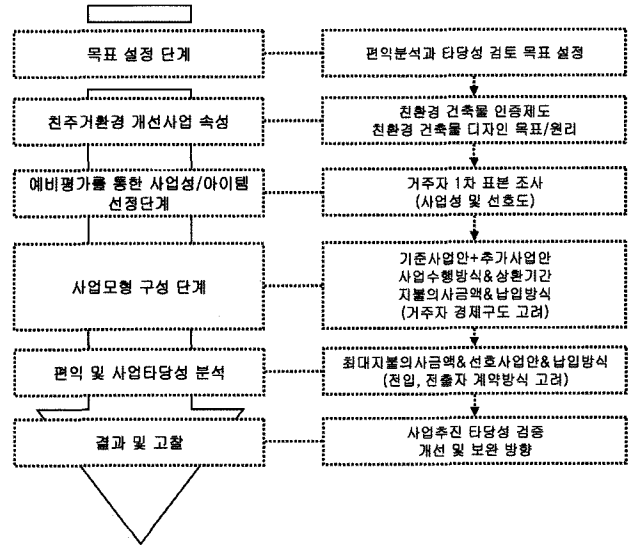 목표 설정 단계
편익분석과 타당성 검토 목표 설정
친주거환경 개선사업 속성
친환경 건축물 인증제도
친환경 건축물 디자인 목표/원리
예비평가를 통한 사업성/아이템
선정단계
거주자 1차 표본 조사
(사업성 및 선호도)
사업모형 구성 단계
기준사업안+추가사업안
사업수행방식&상환기간
지불의사금액&납입방식
(거주자 경제구도 고려)
편익 및 사업타당성 분석
최대지불의사금액&선호사업안&납입방식
(전입, 전출자 계약방식 고려)
결과 및 고찰
사업추진 타당성 검증
개선 및 보완 방향